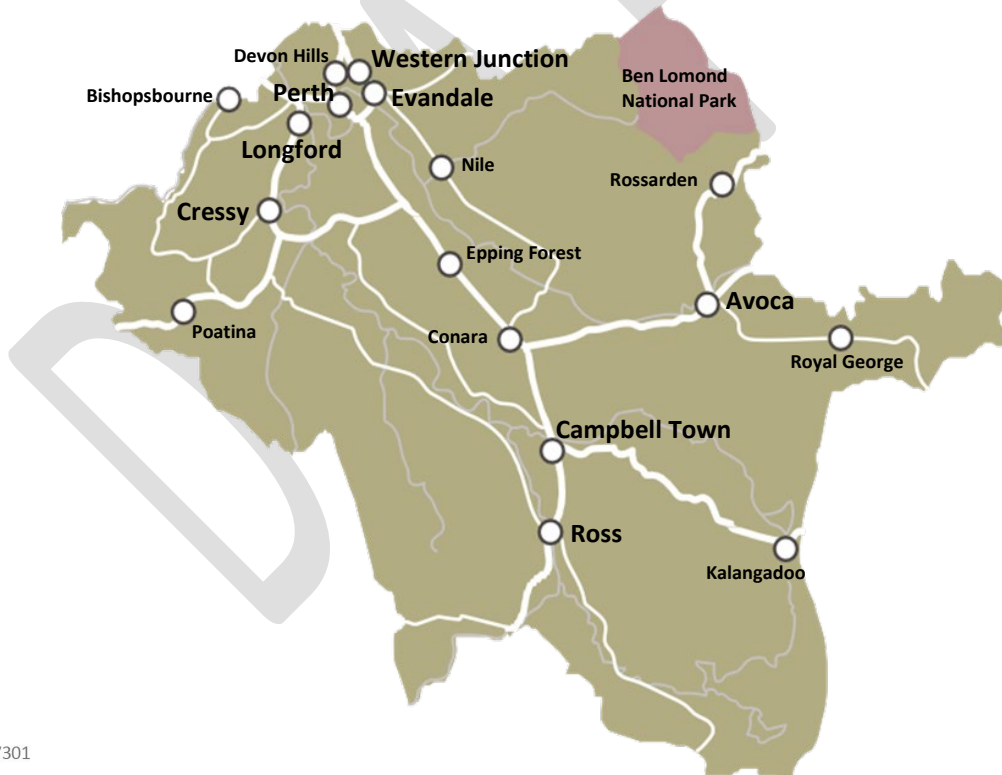 Devon Hills
Western Junction
Ben Lomond
National Park
Bishopsbourne
Perth
Evandale
Longford
Nile
Rossarden
Cressy
Epping Forest
Avoca
Poatina
Conara
Royal George
Campbell Town
Ross
Kalangadoo
/301